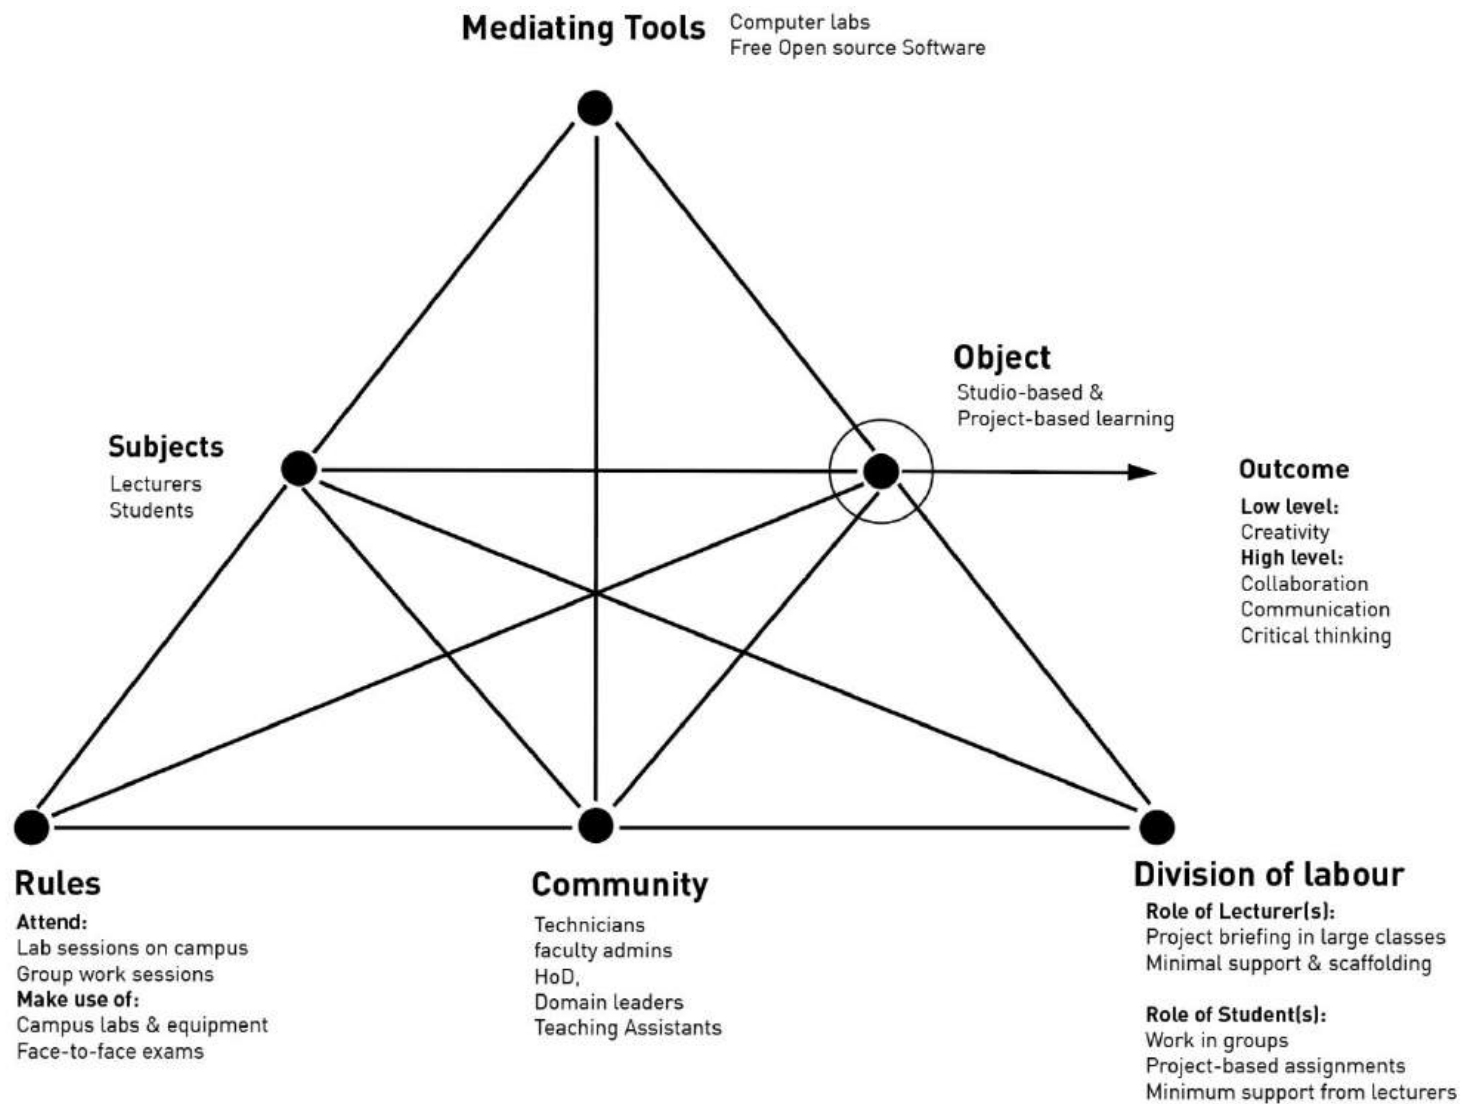 Mediating Tools
Computer labs
Free Open source Software
Object
Studio-based &
Project-based learning
Subjects
Lecturers
Students
Outcome
Low level:
Creativity
High level:
Collaboration
Communication
Critical thinking
Rules
Attend:
Lab sessions on campus
Group work sessions
Make use of:
Campus labs & equipment
Face-to-face exams
Community
Technicians
faculty admins
HoD,
Domain leaders
Teaching Assistants
Division of labour
Role of Lecturer(s):
Project briefing in large classes
Minimal support & scaffolding
Role of Student(s):
Work in groups
Project-based assignments
Minimum support from lecturers